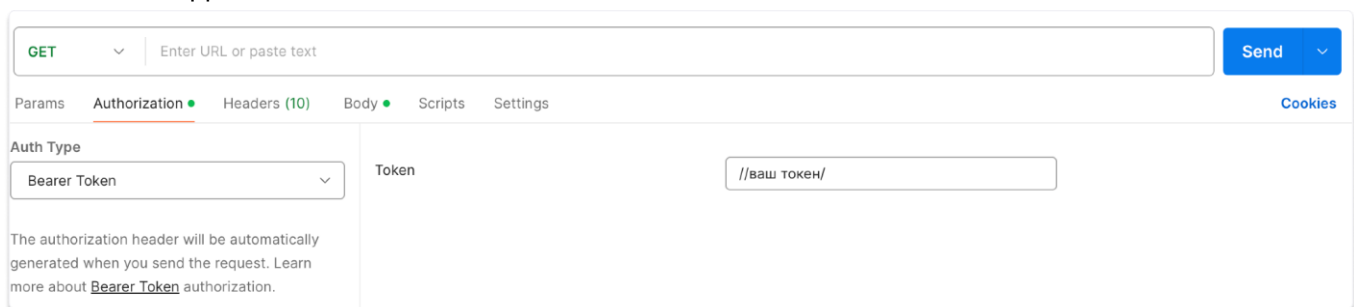 GET Enter URL or paste text Send
Params Authorization Headers (10) Body Scripts Settings Cookies
Auth Type
Bearer Token
Token //ваш токен/
The authorization header will be automatically
generated when you send the request. Learn
more about Bearer Token authorization.